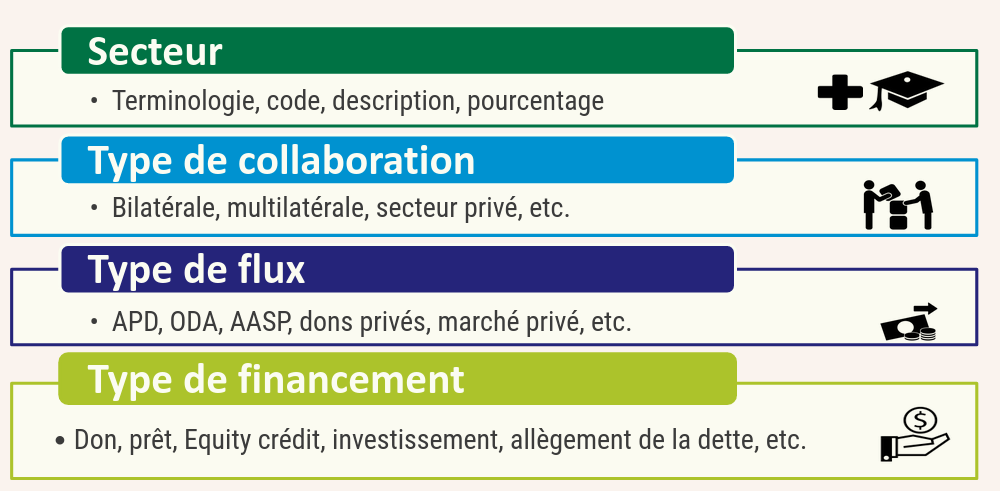 Secteur
• Terminologie, code, description, pourcentage
Type de collaboration
• Bilatérale, multilatérale, secteur privé, etc.
Type de flux
• APD, ODA, AASP, dons privés, marché privé, etc.
Type de financement
• Don, prêt, Equity crédit, investissement, allègement de la dette, etc.
$